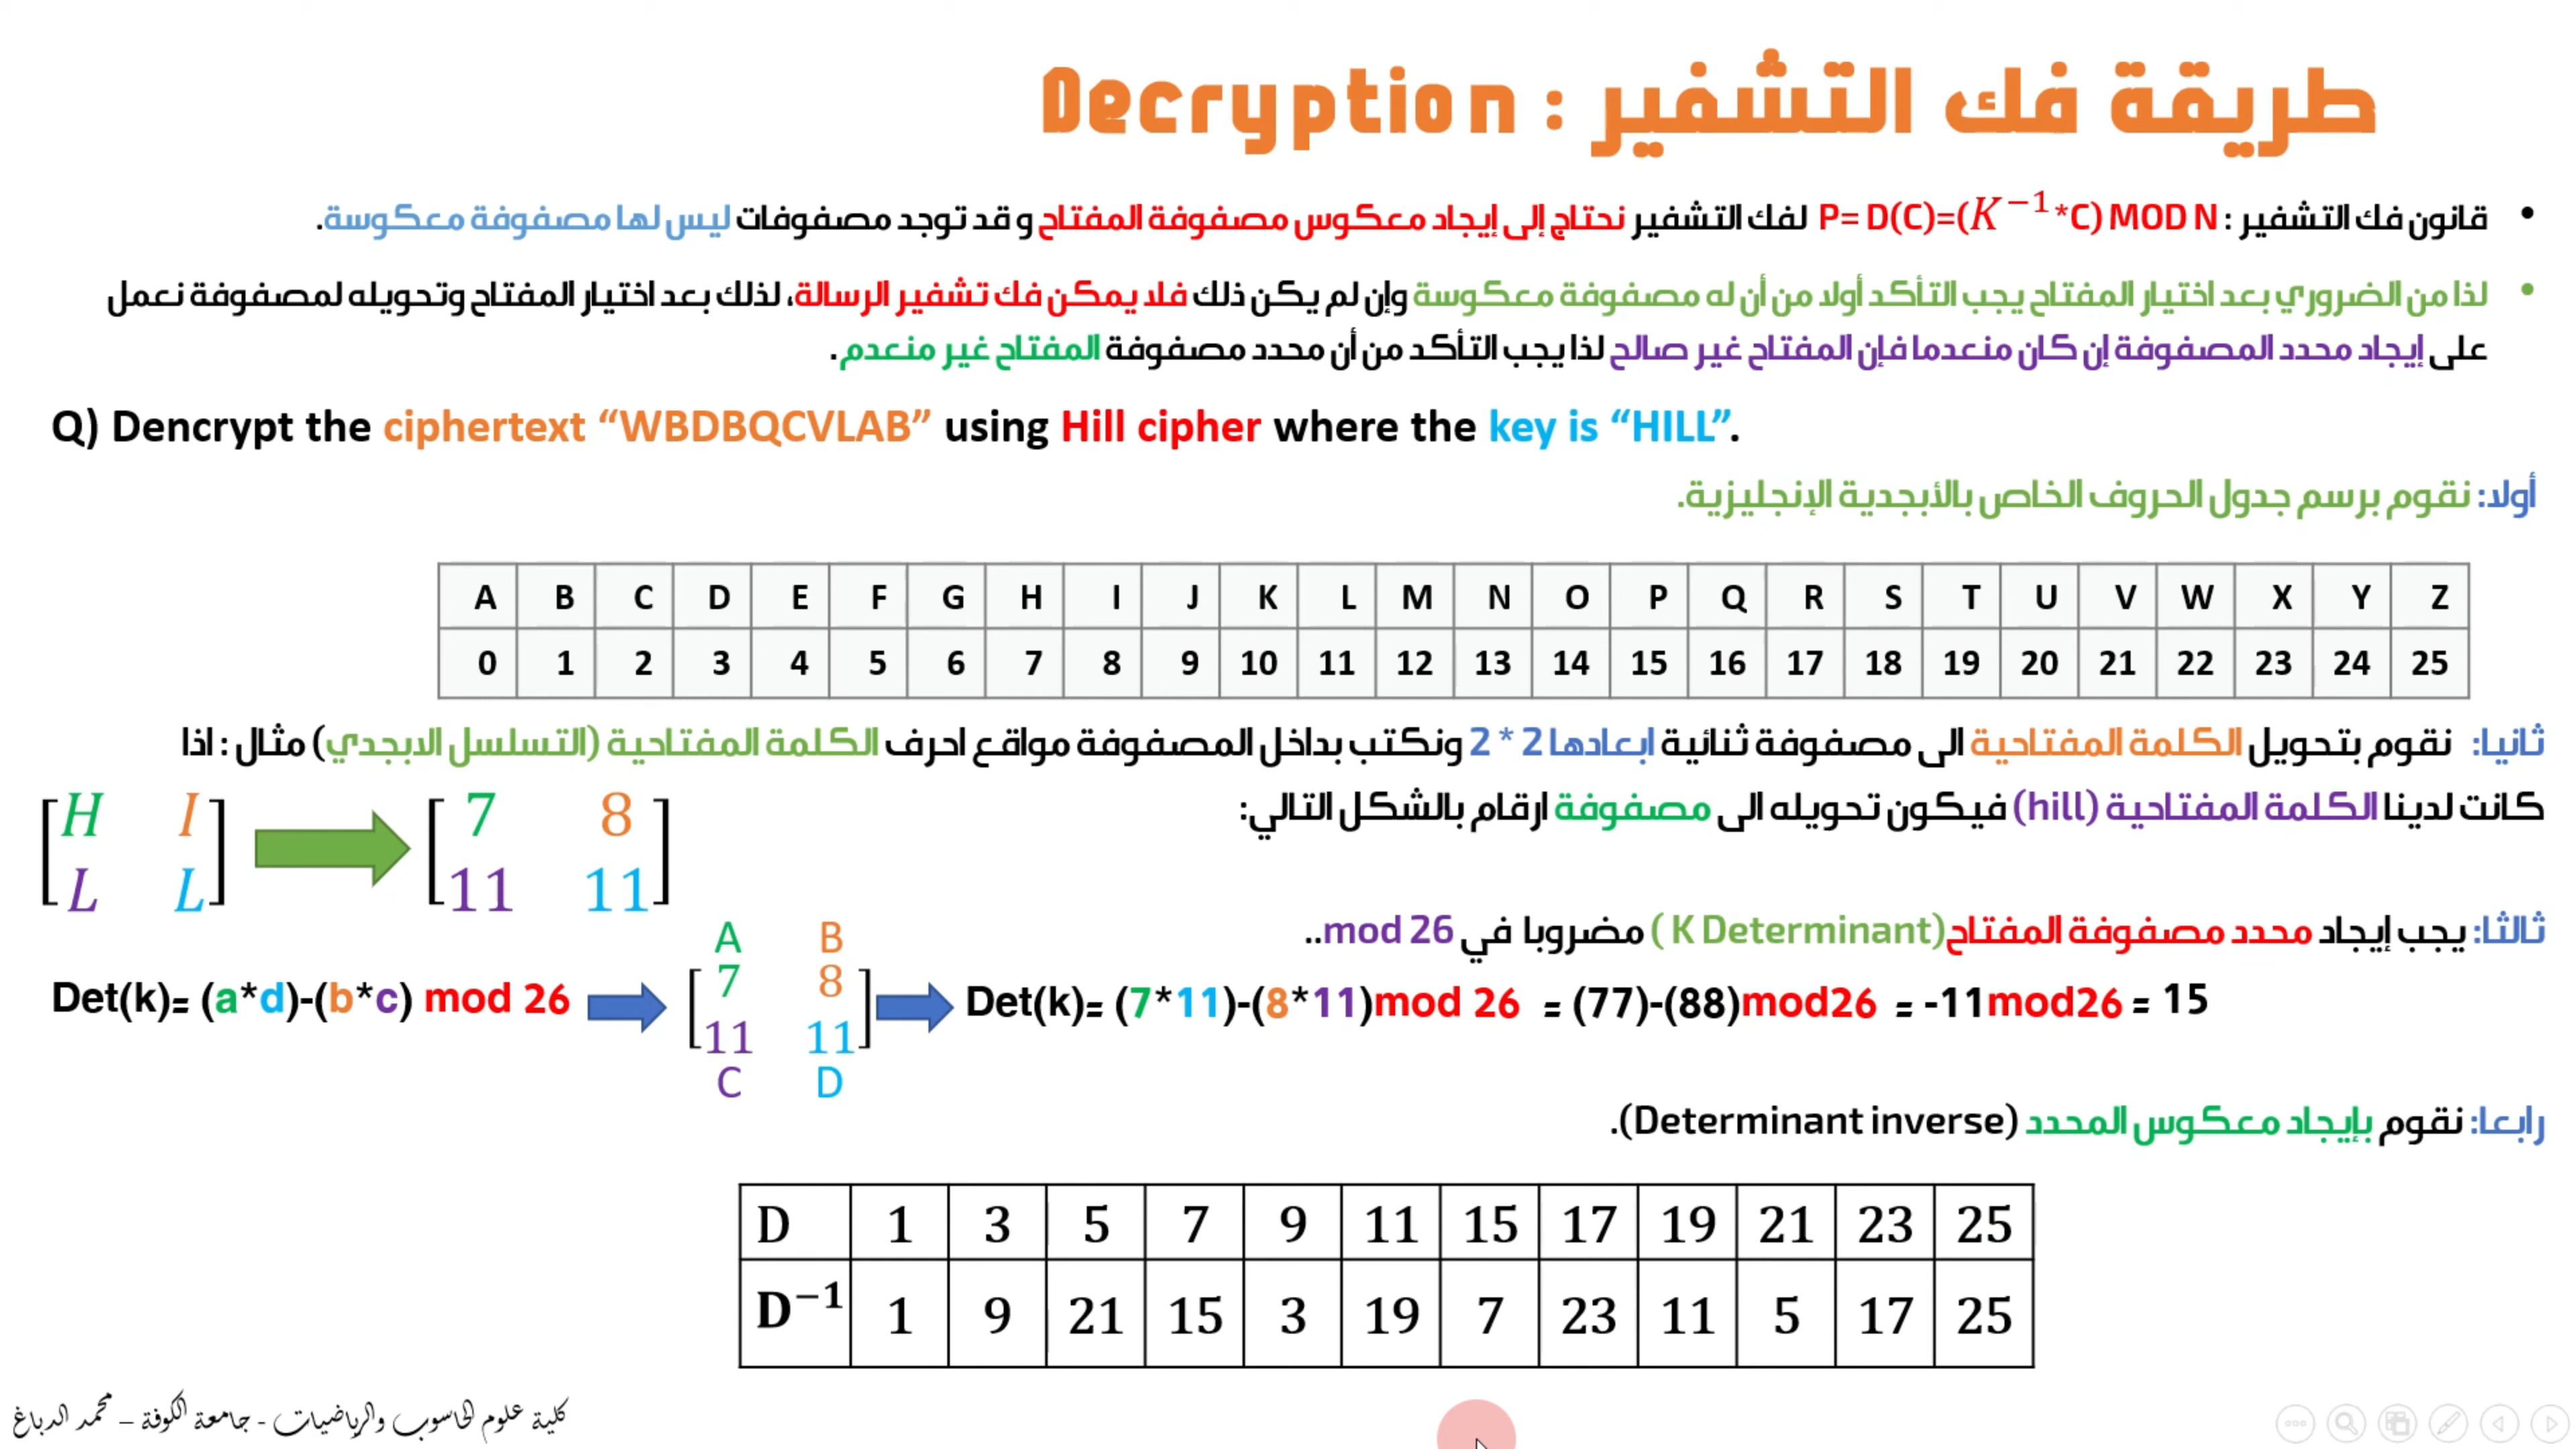 طريقة فك التشفير : Decryption
• قانون فك التشفير : P= D(C)=(K⁻¹*C) MOD N لفك التشفير نحتاج إلى إيجاد معكوس مصفوفة المفتاح و قد توجد مصفوفات ليس لها مصفوفة معكوسة.
• لذا من الضروري بعد اختيار المفتاح يجب التأكد أولا من أن له مصفوفة معكوسة وإن لم يكن ذلك فلا يمكن فك تشفير الرسالة، لذلك بعد اختيار المفتاح وتحويله لمصفوفة نعمل
على إيجاد محدد المصفوفة إن كان منعدما فإن المفتاح غير صالح لذا يجب التأكد من أن محدد مصفوفة المفتاح غير منعدم.
Q) Dencrypt the ciphertext “WBDBQCVLAB” using Hill cipher where the key is “HILL”.
أولا: نقوم برسم جدول الحروف الخاص بالأبجدية الإنجليزية.
A B C D E F G H I J K L M N O P Q R S T U V W X Y Z
0 1 2 3 4 5 6 7 8 9 10 11 12 13 14 15 16 17 18 19 20 21 22 23 24 25
ثانيا: نقوم بتحويل الكلمة المفتاحية الى مصفوفة ثنائية ابعادها 2 * 2 ونكتب بداخل المصفوفة مواقع احرف الكلمة المفتاحية (التسلسل الابجدي) مثال : اذا
كانت لدينا الكلمة المفتاحية (hill) فيكون تحويله الى مصفوفة ارقام بالشكل التالي:
H I 7 8
L L 11 11
ثالثا: يجب إيجاد محدد مصفوفة المفتاح(K Determinant ) مضروبا في mod 26..
A B
7 8
Det(k)= (a*d)-(b*c) mod 26 Det(k)= (7*11)-(8*11)mod 26 = (77)-(88)mod26 = -11mod26 = 15
11 11
C D
رابعا: نقوم بإيجاد معكوس المحدد (Determinant inverse).
D 1 3 5 7 9 11 15 17 19 21 23 25
D⁻¹ 1 9 21 15 3 19 7 23 11 5 17 25
كلية علوم الحاسوب والرياضيات - جامعة الكوفة – محمد الدباغ